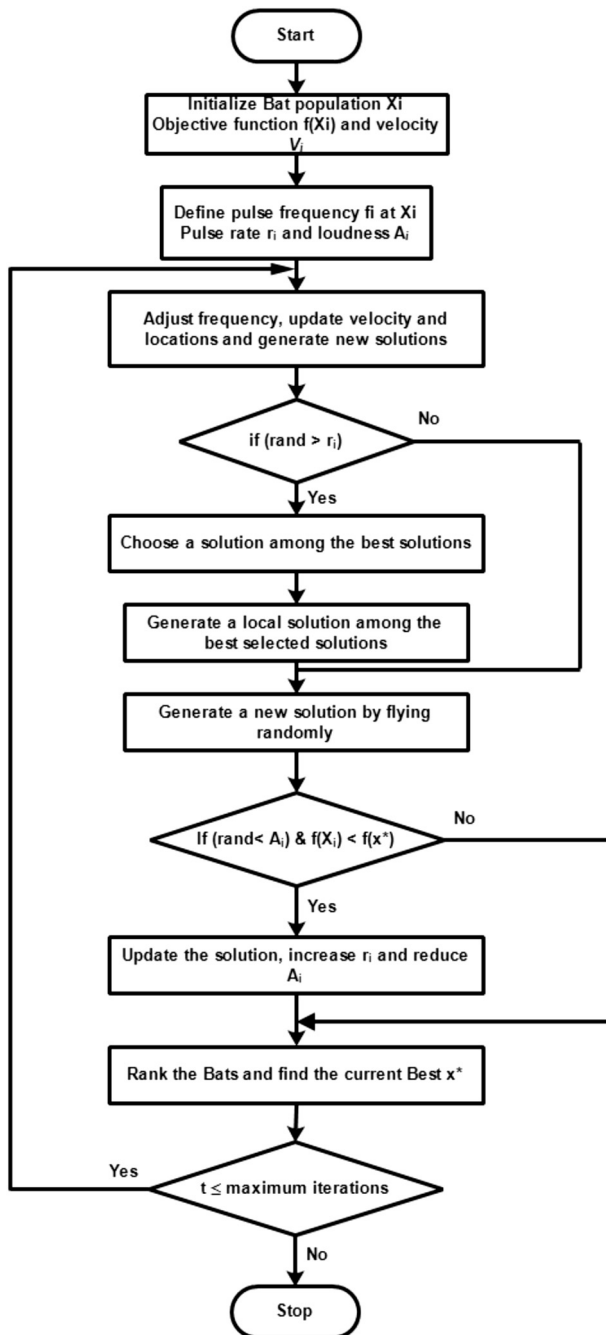 Start
Initialize Bat population Xi
Objective function f(Xi) and velocity
Vᵢ
Define pulse frequency fi at Xi
Pulse rate rᵢ and loudness Aᵢ
Adjust frequency, update velocity and
locations and generate new solutions
if (rand > rᵢ)
No
Yes
Choose a solution among the best solutions
Generate a local solution among the
best selected solutions
Generate a new solution by flying
randomly
If (rand< Aᵢ) & f(Xᵢ) < f(x*)
No
Yes
Update the solution, increase rᵢ and reduce
Aᵢ
Rank the Bats and find the current Best x*
Yes
t ≤ maximum iterations
No
Stop